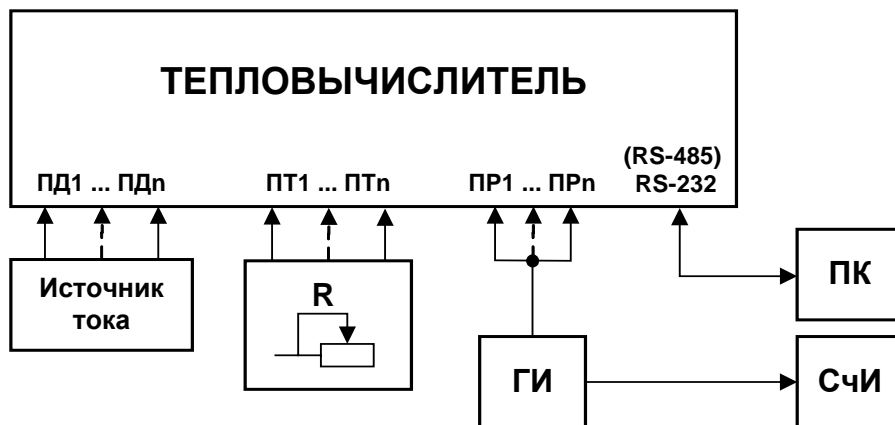 ТЕПЛОВЫЧИСЛИТЕЛЬ
ПД1 ... ПДn
ПТ1 ... ПТn
ПР1 ... ПРn
(RS-485)
RS-232
Источник
тока
R
ПК
ГИ
СчИ